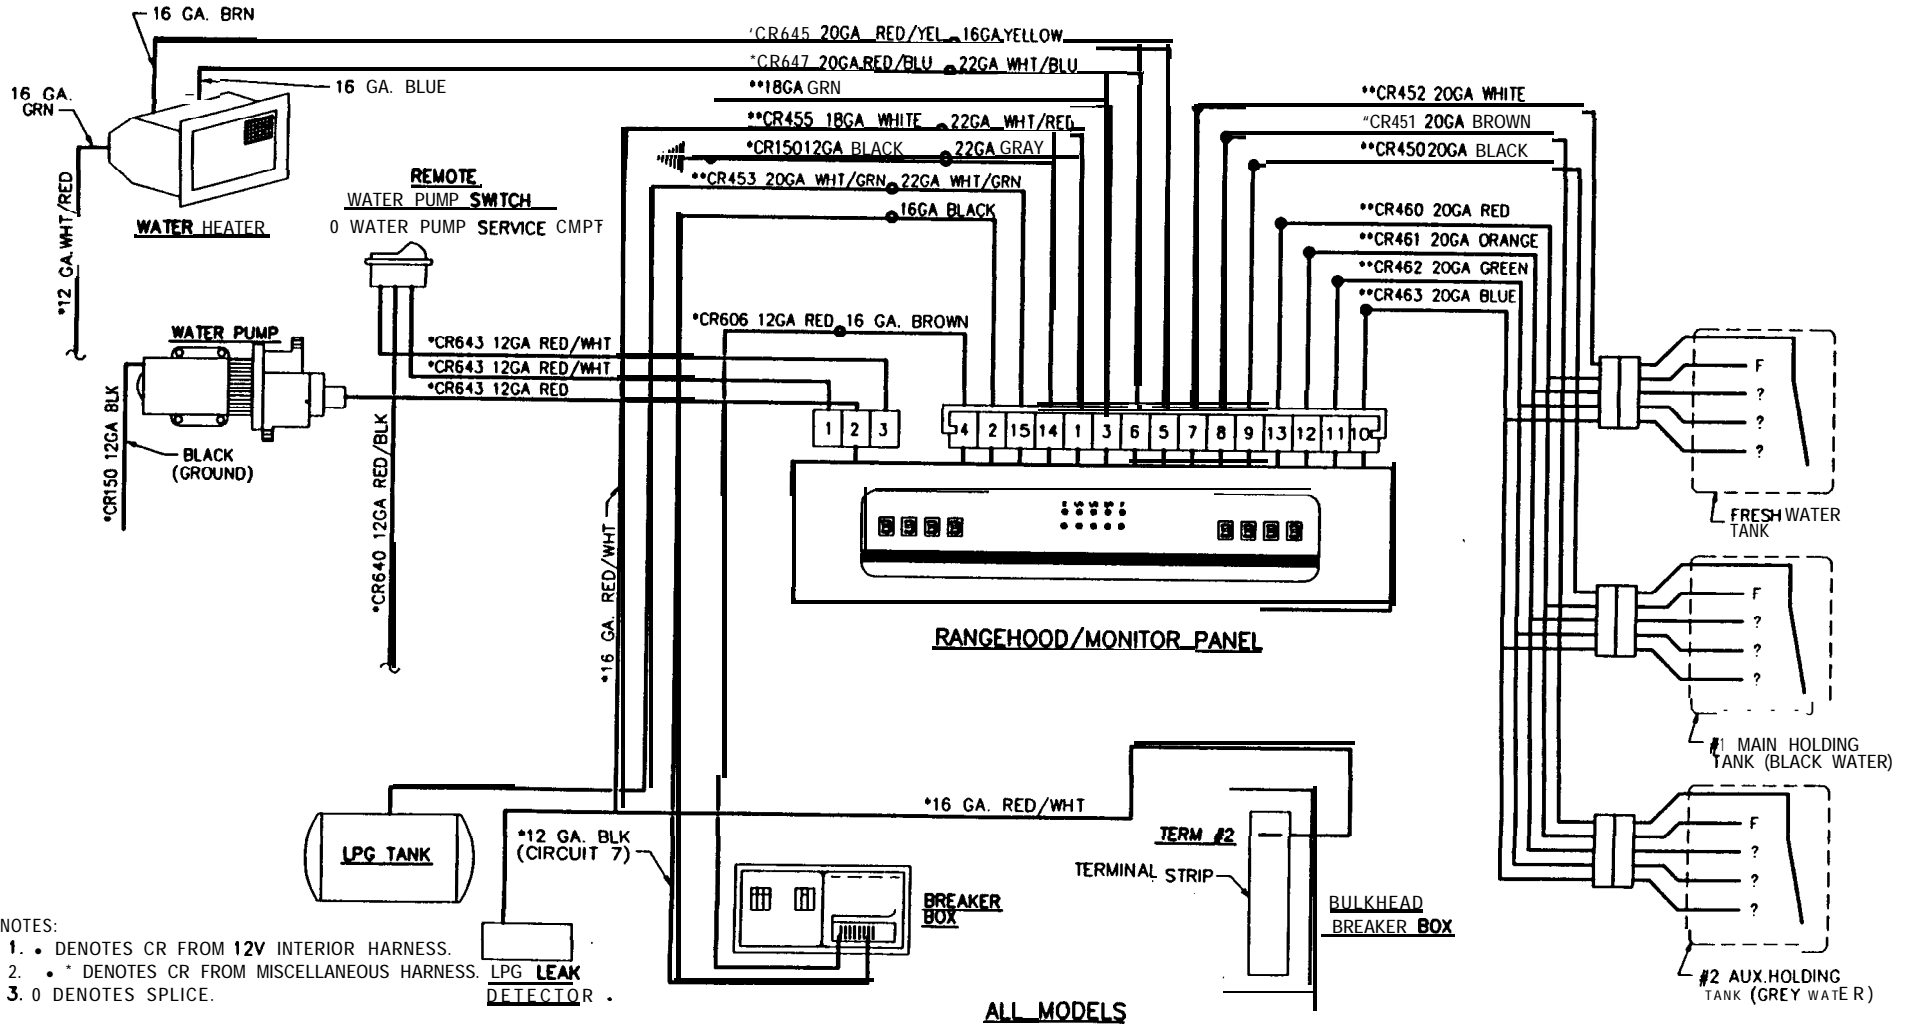 16 GA. BRN
'CR645 20GA RED/YEL 16GA YELLOW
*CR647 20GA RED/BLU 22GA WHT/BLU
16 GA. BLUE
**18GA GRN
16 GA.
GRN
**CR452 20GA WHITE
**CR455 18GA WHITE 22GA WHT/RED
"CR451 20GA BROWN
*CR150 12GA BLACK 22GA GRAY
**CR450 20GA BLACK
**CR453 20GA WHT/GRN 22GA WHT/GRN
REMOTE
WATER PUMP SWITCH
0 WATER PUMP SERVICE CMPT
16GA BLACK
**CR460 20GA RED
WATER HEATER
*12 GA. WHT/RED
**CR461 20GA ORANGE
**CR462 20GA GREEN
**CR463 20GA BLUE
*CR606 12GA RED 16 GA. BROWN
WATER PUMP
*CR643 12GA RED/WHT
*CR643 12GA RED/WHT
*CR643 12GA RED
*CR150 12GA BLK
BLACK
(GROUND)
*CR640 12GA RED/BLK
1 2 3
4 2 15 14 1 3 6 5 7 8 9 13 12 11 10
F
?
?
?
FRESH WATER
TANK
*16 GA. RED/WHT
RANGEHOOD/MONITOR PANEL
F
?
?
?
#1 MAIN HOLDING
TANK (BLACK WATER)
*16 GA. RED/WHT
*12 GA. BLK
(CIRCUIT 7)
LPG TANK
TERM #2
TERMINAL STRIP
BREAKER
BOX
BULKHEAD
BREAKER BOX
F
?
?
?
#2 AUX.HOLDING
TANK (GREY WATER)
NOTES:
1. • DENOTES CR FROM 12V INTERIOR HARNESS.
2. • * DENOTES CR FROM MISCELLANEOUS HARNESS.
3. 0 DENOTES SPLICE.
LPG LEAK
DETECTOR .
ALL MODELS